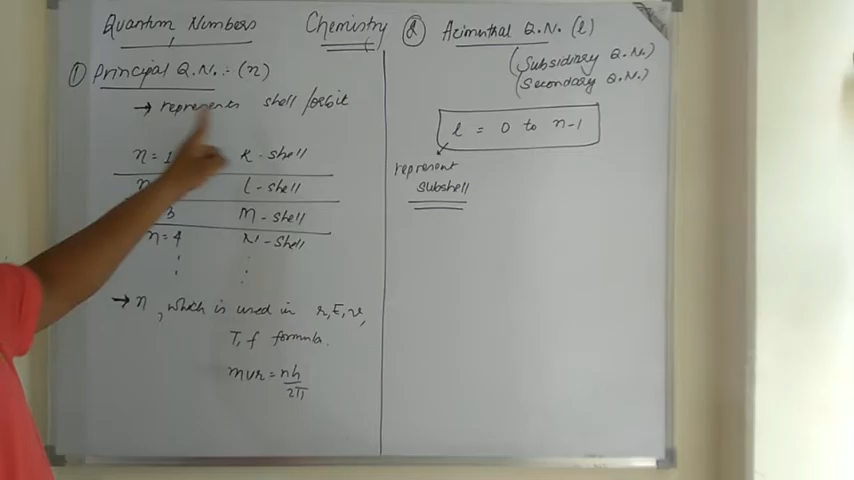 Quantum Numbers
Chemistry
① Principal Q.N. :- (n)
→ represents shell/orbit
n = 1 K-shell
n L-shell
3 M-shell
n=4 N-shell
→ n, which is used in r, E, v,
T, f formula.
mvr = nh/2π
② Azimuthal Q.N. (l)
(Subsidiary Q.N.)
(Secondary Q.N.)
l = 0 to n-1
represent
subshell